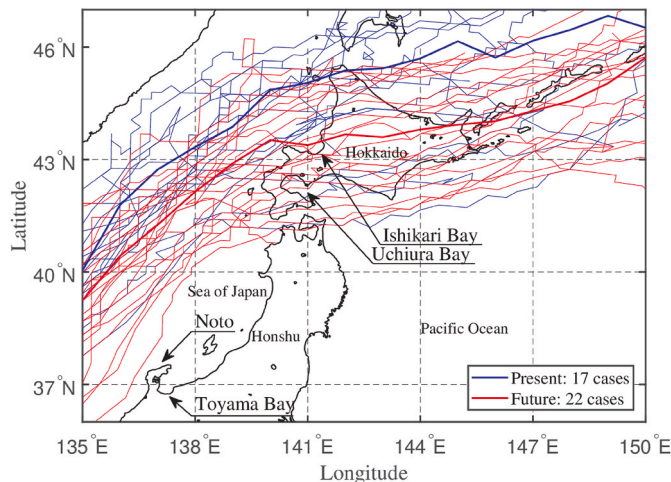 46°N
43°N
40°N
37°N
Latitude
Hokkaido
Ishikari Bay
Uchiura Bay
Sea of Japan
Noto
Honshu
Pacific Ocean
Toyama Bay
Present: 17 cases
Future: 22 cases
135°E 138°E 141°E 144°E 147°E 150°E
Longitude